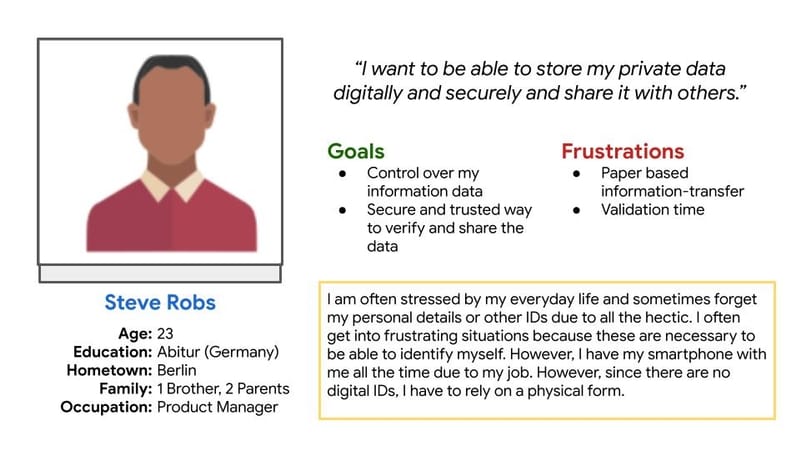 “I want to be able to store my private data
digitally and securely and share it with others.”
Goals
● Control over my
information data
● Secure and trusted way
to verify and share the
data
Frustrations
● Paper based
information-transfer
● Validation time
Steve Robs
Age: 23
Education: Abitur (Germany)
Hometown: Berlin
Family: 1 Brother, 2 Parents
Occupation: Product Manager
I am often stressed by my everyday life and sometimes forget
my personal details or other IDs due to all the hectic. I often
get into frustrating situations because these are necessary to
be able to identify myself. However, I have my smartphone with
me all the time due to my job. However, since there are no
digital IDs, I have to rely on a physical form.